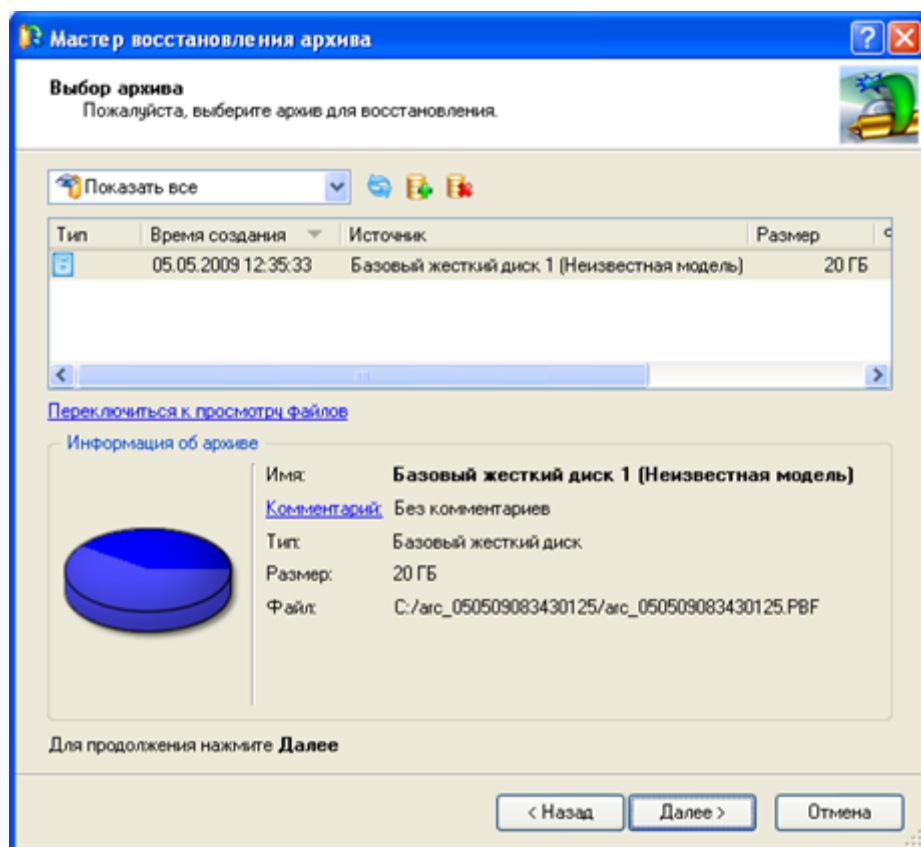 Мастер восстановления архива
Выбор архива
Пожалуйста, выберите архив для восстановления.
Показать все
Тип Время создания Источник Размер
05.05.2009 12:35:33 Базовый жесткий диск 1 (Неизвестная модель) 20 ГБ
Переключиться к просмотру файлов
Информация об архиве
Имя: Базовый жесткий диск 1 (Неизвестная модель)
Комментарий: Без комментариев
Тип: Базовый жесткий диск
Размер: 20 ГБ
Файл: C:/arc_050509083430125/arc_050509083430125.PBF
Для продолжения нажмите Далее
< Назад Далее > Отмена